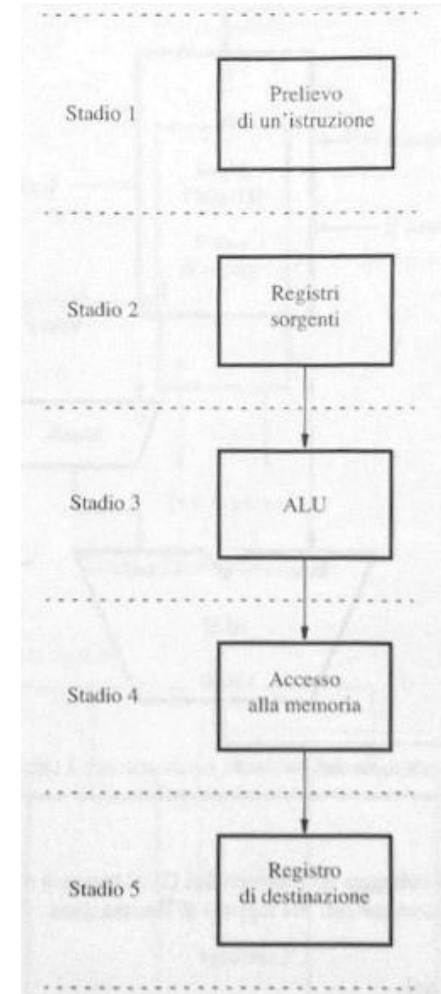 Stadio 1
Prelievo
di un'istruzione
Stadio 2
Registri
sorgenti
Stadio 3
ALU
Stadio 4
Accesso
alla memoria
Stadio 5
Registro
di destinazione